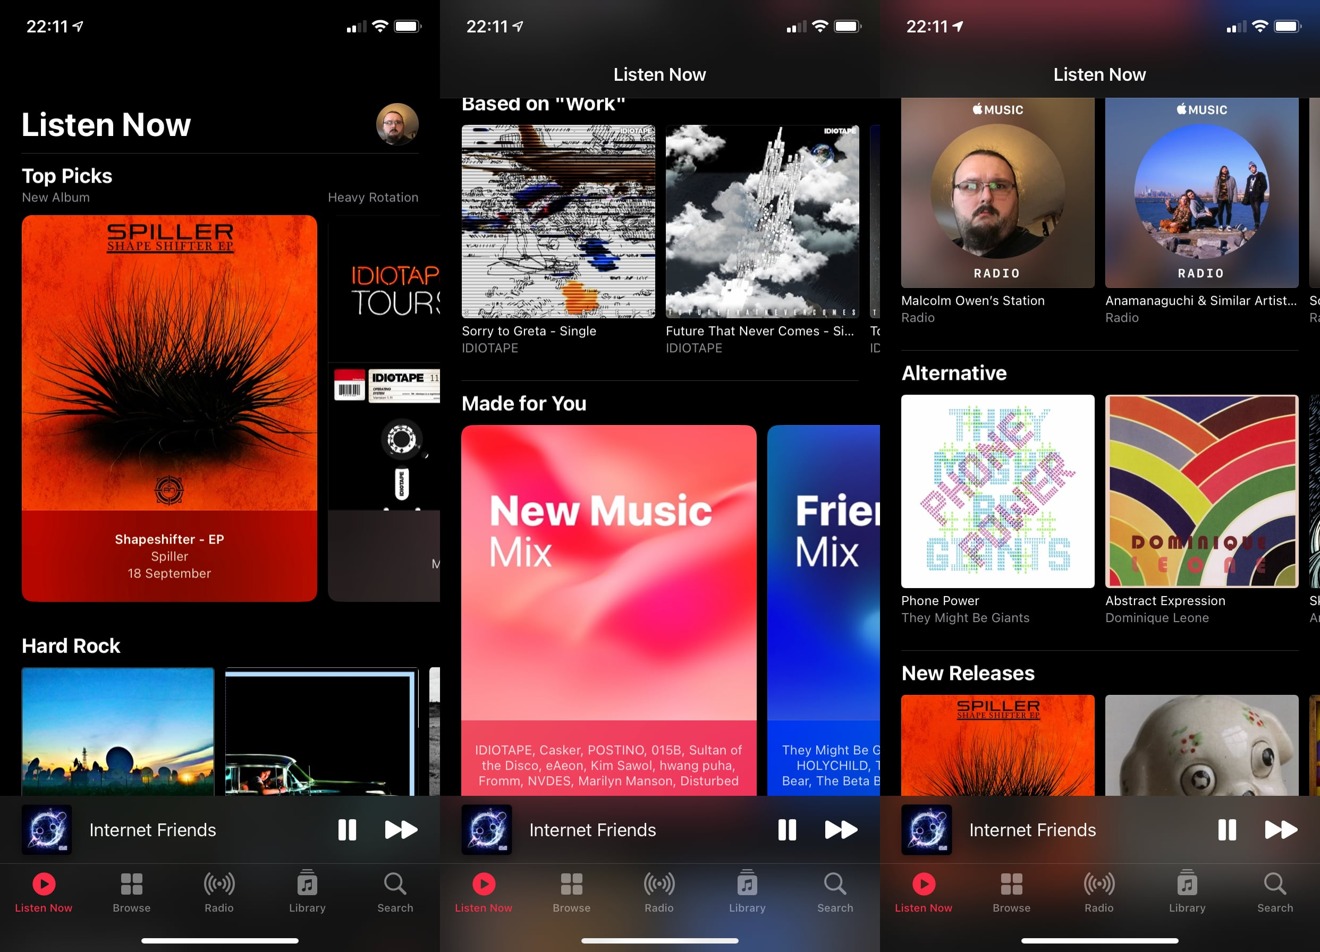 22:11
Listen Now
Top Picks
New Album
Heavy Rotation
SPILLER
SHAPE SHIFTER EP
IDIOTAP
TOURS
IDIOTAPE 11
IDIOTAPE
Shapeshifter - EP
Spiller
18 September
M
Hard Rock
Internet Friends
Listen Now
Browse
Radio
Library
Search
22:11
Listen Now
Based on "Work"
IDIOTAPE
IDIOTAPE
Sorry to Greta - Single
IDIOTAPE
Future That Never Comes - Si...
IDIOTAPE
Made for You
New Music
Mix
Frien
Mix
IDIOTAPE, Casker, POSTINO, 015B, Sultan of
the Disco, eAeon, Kim Sawol, hwang puha,
Fromm, NVDES, Marilyn Manson, Disturbed
They Might Be G
HOLYCHILD, T
Bear, The Beta B
Internet Friends
Listen Now
Browse
Radio
Library
Search
22:11
Listen Now
MUSIC
RADIO
Malcolm Owen's Station
Radio
MUSIC
RADIO
Anamanaguchi & Similar Artist...
Radio
Alternative
THEY
MIGHT
BE
GIANTS
PHONE
POWER
DOMINIQUE
LEONE
Phone Power
They Might Be Giants
Abstract Expression
Dominique Leone
New Releases
SPILLER
SHAPE SHIFTER EP
Internet Friends
Listen Now
Browse
Radio
Library
Search